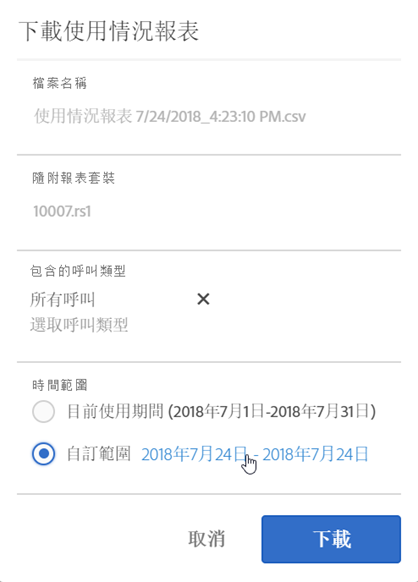 下載使用情況報表
檔案名稱
使用情況報表 7/24/2018_4:23:10 PM.csv
隨附報表套裝
10007.rs1
包含的呼叫類型
所有呼叫
選取呼叫類型
時間範圍
目前使用期間 (2018年7月1日-2018年7月31日)
自訂範圍 2018年7月24日 - 2018年7月24日
取消 下載